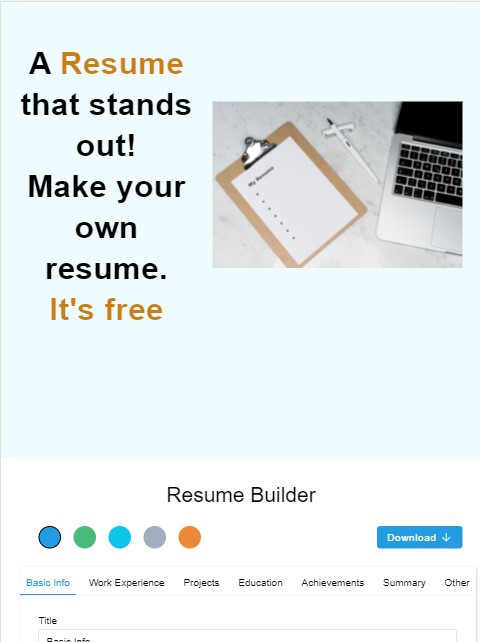 A Resume
that stands
out!
Make your
own
resume.
It's free
My Resume
Resume Builder
Download
Basic Info Work Experience Projects Education Achievements Summary Other
Title
Basic Info